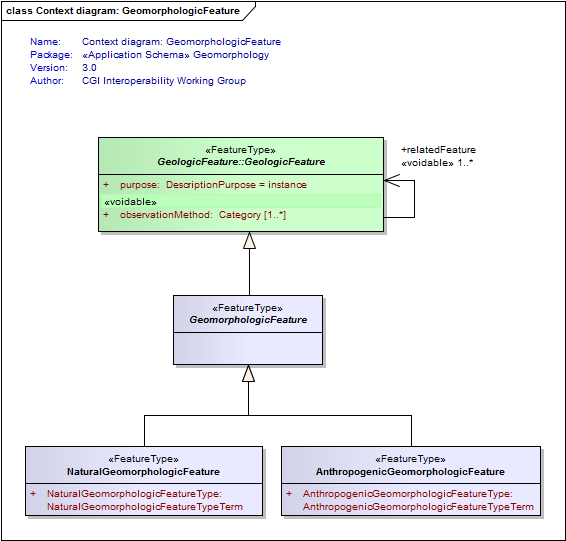 class Context diagram: GeomorphologicFeature
Name: Context diagram: GeomorphologicFeature
Package: «Application Schema» Geomorphology
Version: 3.0
Author: CGI Interoperability Working Group
«FeatureType»
GeologicFeature::GeologicFeature
+ purpose: DescriptionPurpose = instance
«voidable»
+ observationMethod: Category [1..*]
+relatedFeature
«voidable» 1..*
«FeatureType»
GeomorphologicFeature
«FeatureType»
NaturalGeomorphologicFeature
+ NaturalGeomorphologicFeatureType:
NaturalGeomorphologicFeatureTypeTerm
«FeatureType»
AnthropogenicGeomorphologicFeature
+ AnthropogenicGeomorphologicFeatureType:
AnthropogenicGeomorphologicFeatureTypeTerm